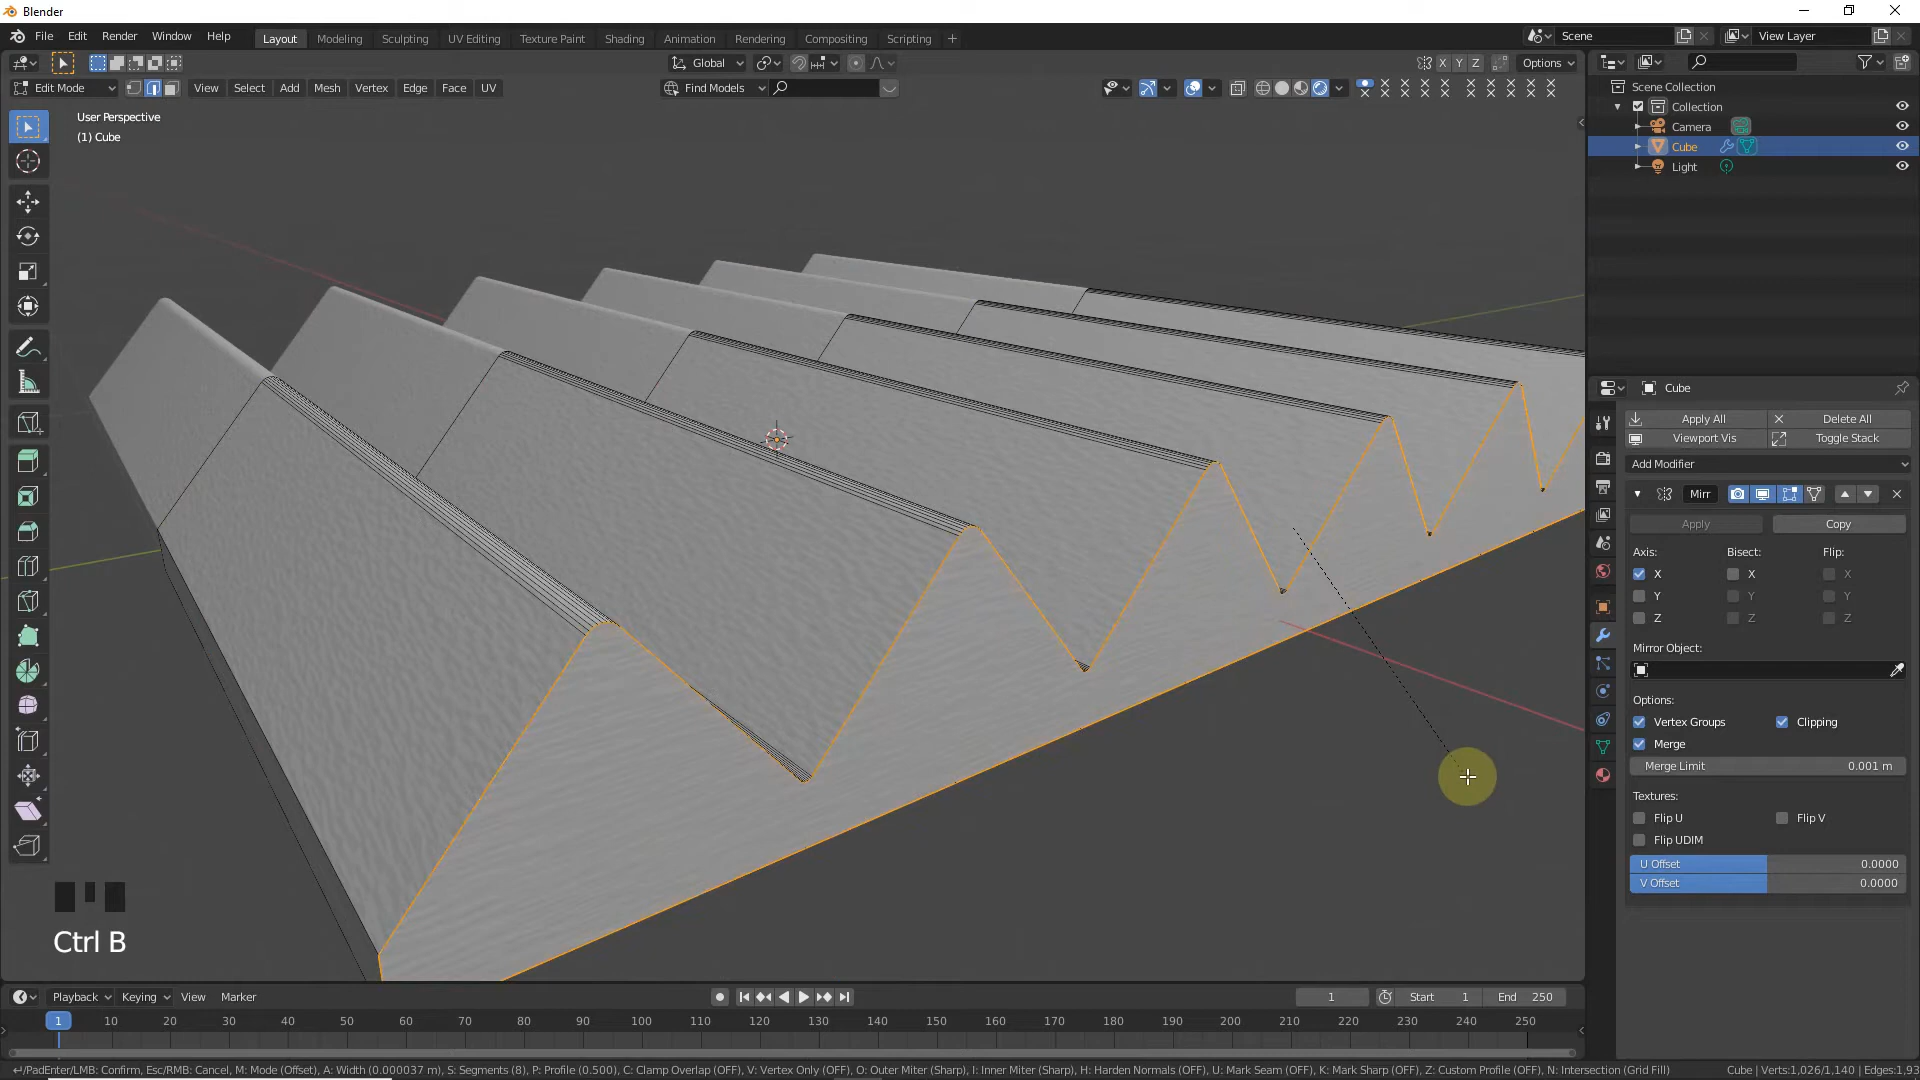 Blender
File Edit Render Window Help
Layout Modeling Sculpting UV Editing Texture Paint Shading Animation Rendering Compositing Scripting +
Scene
View Layer
Global
X Y Z Options
Edit Mode View Select Add Mesh Vertex Edge Face UV
Find Models
User Perspective
(1) Cube
Scene Collection
Collection
Camera
Cube
Light
Cube
Apply All Delete All
Viewport Vis Toggle Stack
Add Modifier
Mirr
Apply Copy
Axis: Bisect: Flip:
X X X
Y Y Y
Z Z Z
Mirror Object:
Options:
Vertex Groups Clipping
Merge
Merge Limit 0.001 m
Textures:
Flip U Flip V
Flip UDIM
U Offset 0.0000
V Offset 0.0000
Ctrl B
Playback Keying View Marker
1 Start 1 End 250
1 10 20 30 40 50 60 70 80 90 100 110 120 130 140 150 160 170 180 190 200 210 220 230 240 250
/PadEnter/LMB: Confirm, Esc/RMB: Cancel, M: Mode (Offset), A: Width (0.000037 m), S: Segments (8), P: Profile (0.500), C: Clamp Overlap (OFF), V: Vertex Only (OFF), O: Outer Miter (Sharp), I: Inner Miter (Sharp), H: Harden Normals (OFF), U: Mark Seam (OFF), K: Mark Sharp (OFF), Z: Custom Profile (OFF), N: Intersection (Grid Fill) Cube | Verts:1,026/1,140 | Edges:1,93